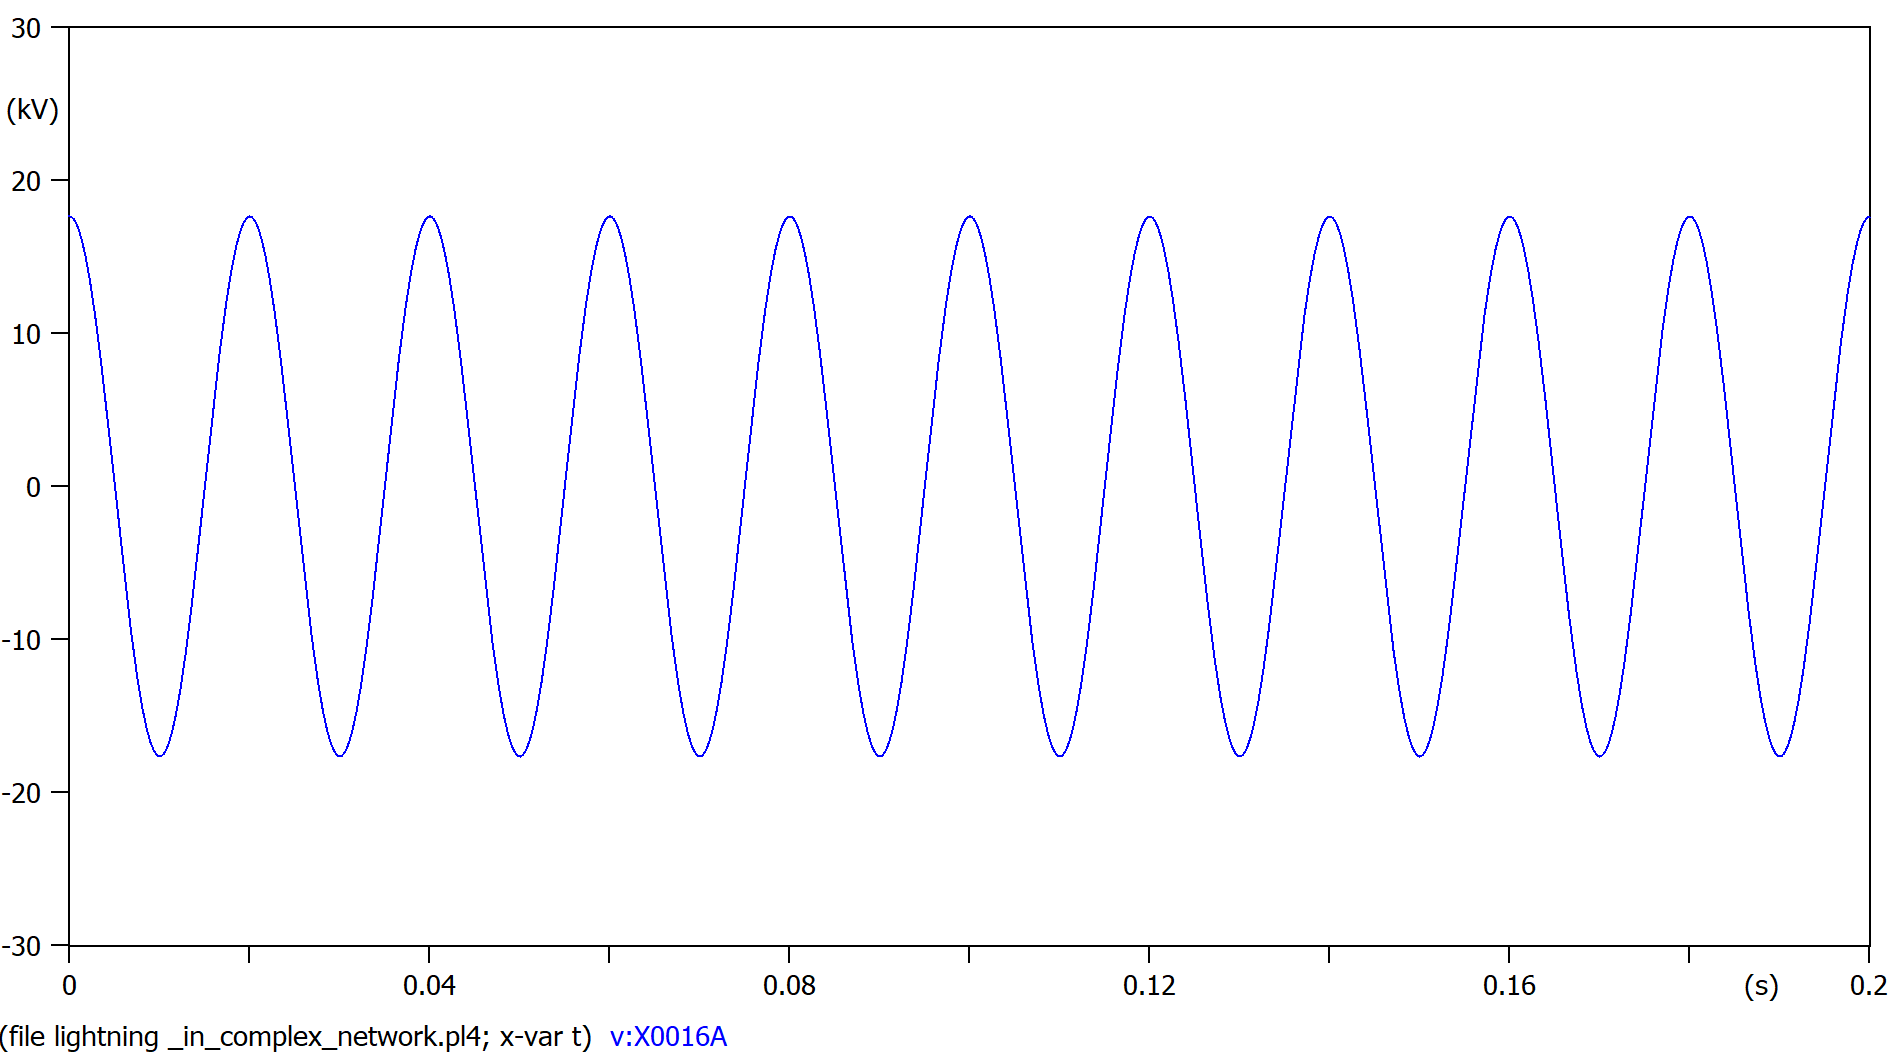 30
(kV)
20
10
0
-10
-20
-30
0 0.04 0.08 0.12 0.16 (s) 0.2
(file lightning _in_complex_network.pl4; x-var t) v:X0016A